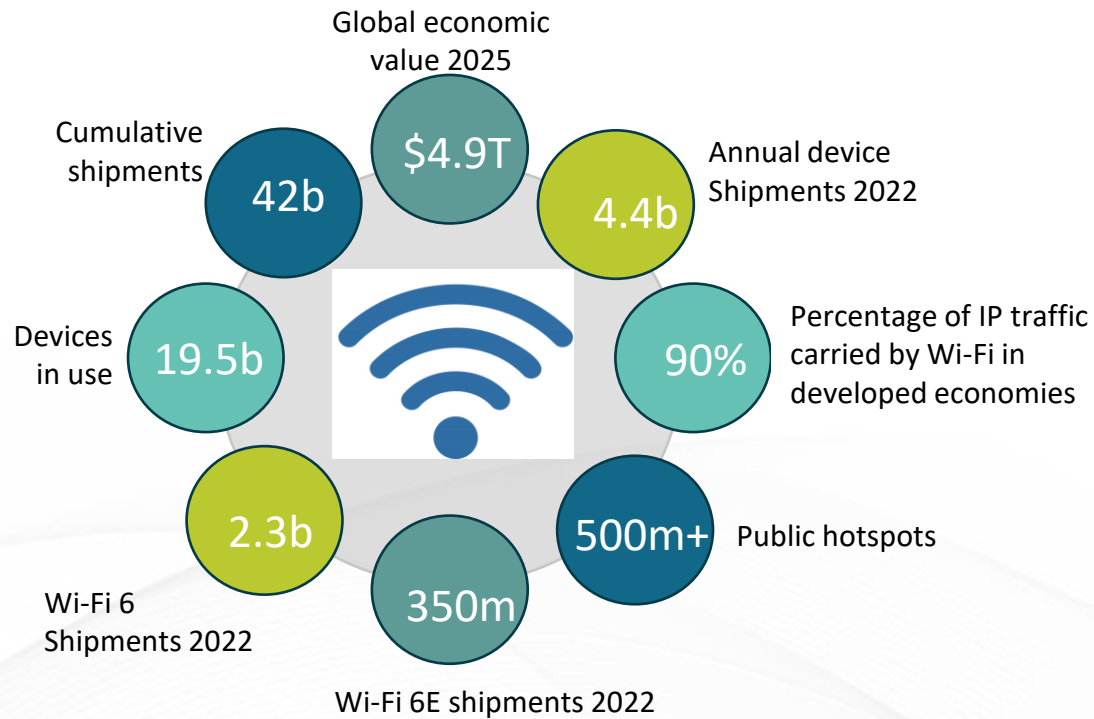 Global economic
value 2025
$4.9T
Cumulative
shipments
42b
Annual device
Shipments 2022
4.4b
Devices
in use
19.5b
Percentage of IP traffic
carried by Wi-Fi in
developed economies
90%
2.3b
Wi-Fi 6
Shipments 2022
500m+
Public hotspots
350m
Wi-Fi 6E shipments 2022